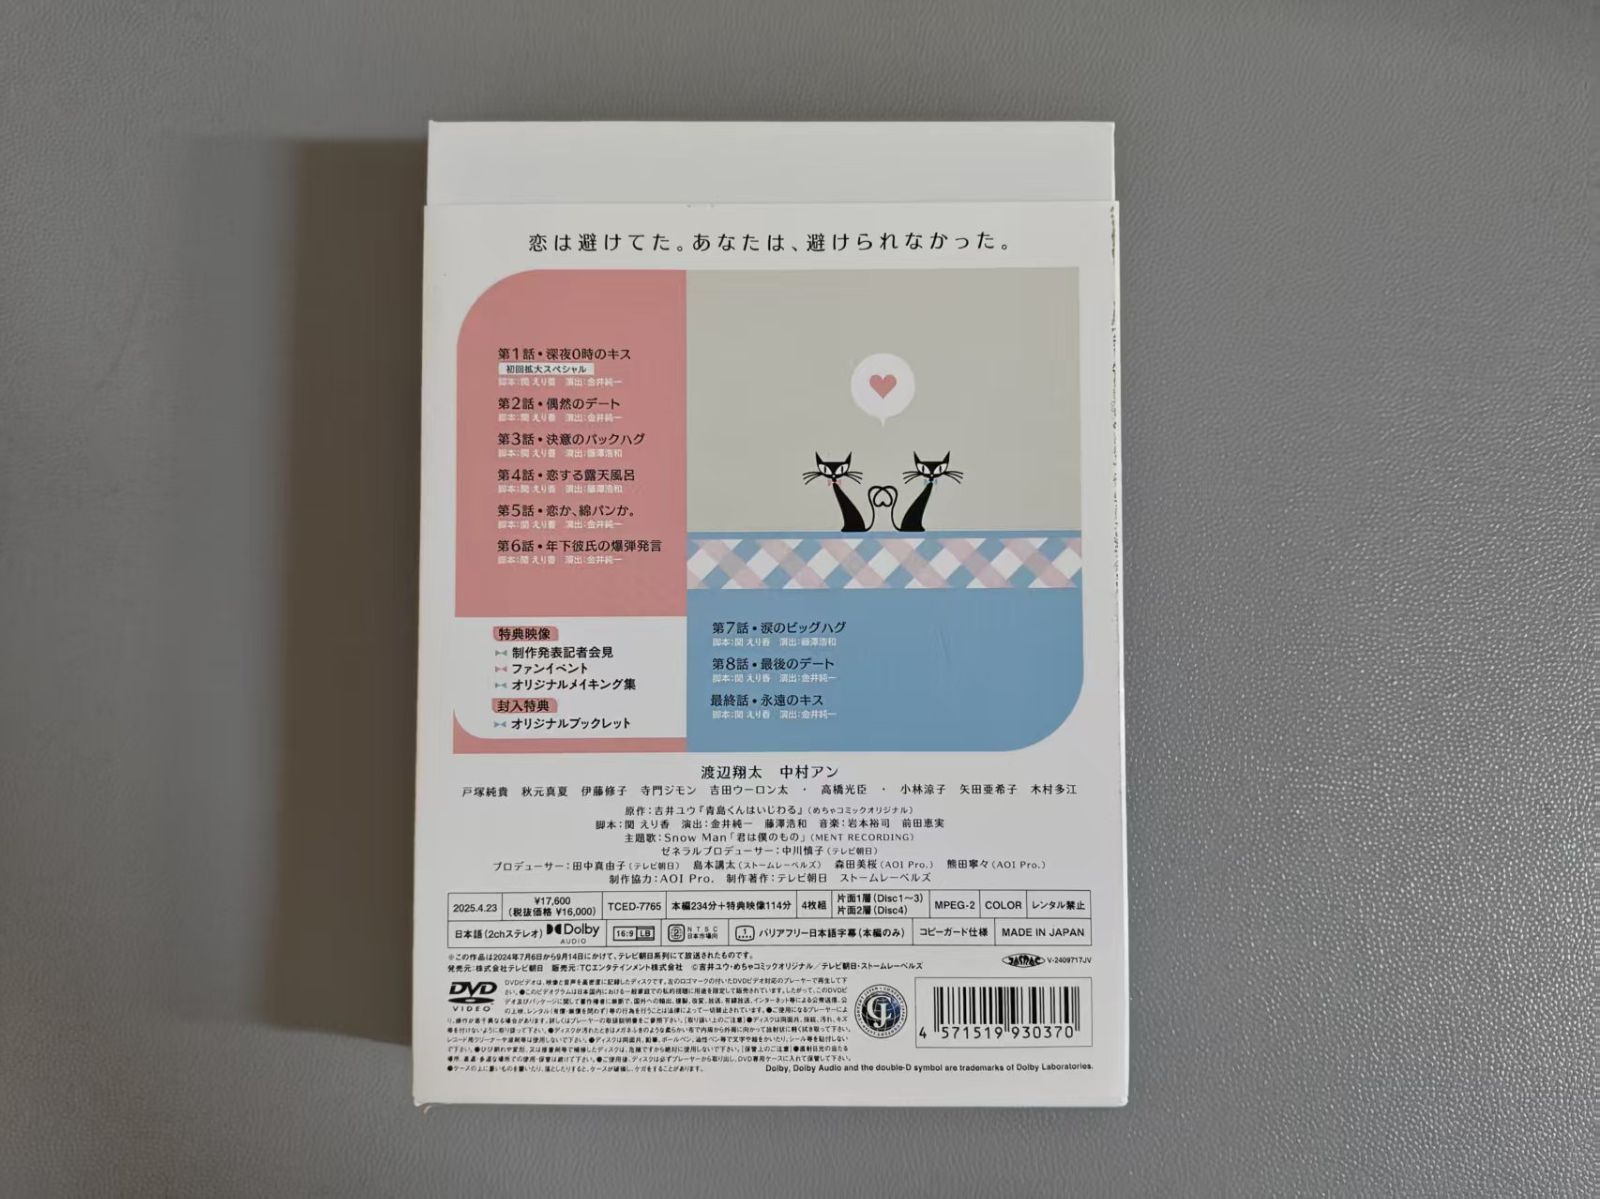 恋は避けてた。あなたは、避けられなかった。
第1話・深夜0時のキス
初回拡大スペシャル
脚本:関 えり香 演出:金井純一
第2話・偶然のデート
脚本:関 えり香 演出:金井純一
第3話・決意のバックハグ
脚本:関 えり香 演出:藤澤浩和
第4話・恋する露天風呂
脚本:関 えり香 演出:藤澤浩和
第5話・恋か、綿パンか。
脚本:関 えり香 演出:金井純一
第6話・年下彼氏の爆弾発言
脚本:関 えり香 演出:金井純一
特典映像
制作発表記者会見
ファンイベント
オリジナルメイキング集
封入特典
オリジナルブックレット
第7話・涙のビッグハグ
脚本:関 えり香 演出:藤澤浩和
第8話・最後のデート
脚本:関 えり香 演出:金井純一
最終話・永遠のキス
脚本:関 えり香 演出:金井純一
渡辺翔太 中村アン
戸塚純貴 秋元真夏 伊藤修子 寺門ジモン 吉田ウーロン太 ・ 高橋光臣 ・ 小林涼子 矢田亜希子 木村多江
原作:吉井ユウ『青島くんはいじわる』(めちゃコミックオリジナル)
脚本:関 えり香 演出:金井純一 藤澤浩和 音楽:岩本裕司 前田恵実
主題歌:Snow Man「君は僕のもの」(MENT RECORDING)
ゼネラルプロデューサー:中川慎子(テレビ朝日)
プロデューサー:田中真由子(テレビ朝日) 島本講太(ストームレーベルズ) 森田美桜(AOI Pro.) 熊田寧々(AOI Pro.)
制作協力:AOI Pro. 制作著作:テレビ朝日 ストームレーベルズ
2025.4.23 ¥17,600 (税抜価格 ¥16,000) TCED-7765 本編234分+特典映像114分 4枚組 片面1層(Disc1〜3) 片面2層(Disc4) MPEG-2 COLOR レンタル禁止
日本語(2chステレオ) Dolby AUDIO 16:9 LB 2 NTSC 日本市場向 1 バリアフリー日本語字幕(本編のみ) コピーガード仕様 MADE IN JAPAN
※この作品は2024年7月6日から9月14日にかけて、テレビ朝日系列にて放送されたものです。
発売元:株式会社テレビ朝日 販売元:TCエンタテインメント株式会社 ©吉井ユウ・めちゃコミックオリジナル/テレビ朝日・ストームレーベルズ
JASRAC V-2409717JV
DVD VIDEO
4 571519 930370
Dolby, Dolby Audio and the double-D symbol are trademarks of Dolby Laboratories.